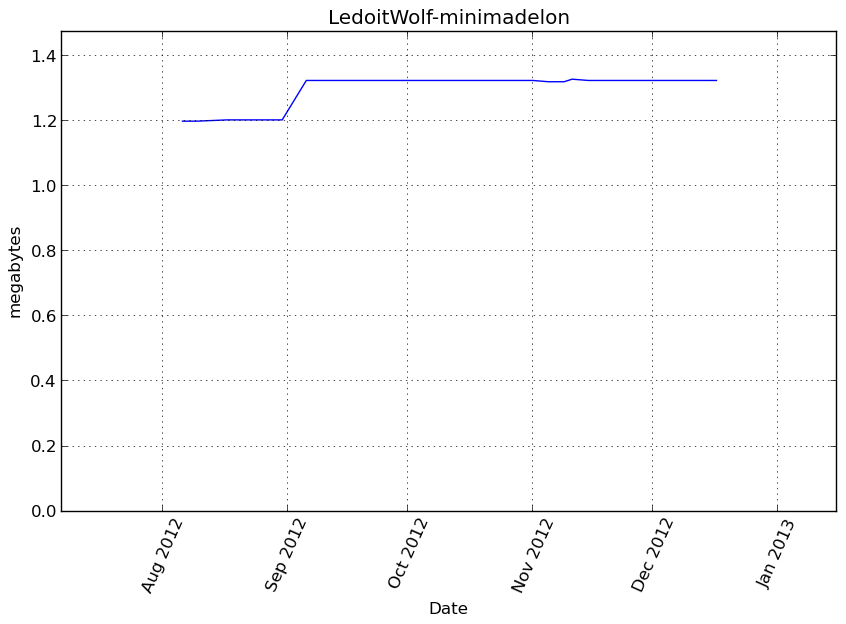 LedoitWolf-minimadelon
1.4
1.2
1.0
0.8
0.6
0.4
0.2
0.0
megabytes
Aug 2012
Sep 2012
Oct 2012
Nov 2012
Dec 2012
Jan 2013
Date